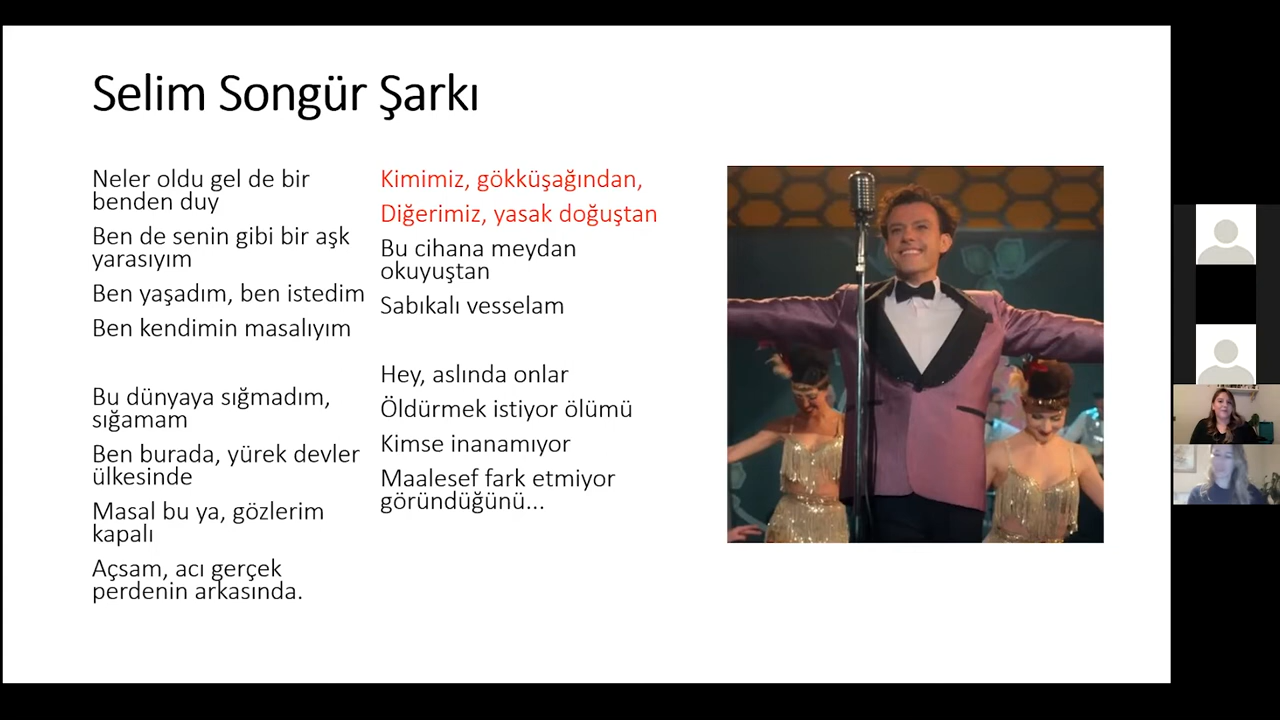 Selim Songür Şarkı
Neler oldu gel de bir
benden duy
Ben de senin gibi bir aşk
yarasıyım
Ben yaşadım, ben istedim
Ben kendimin masalıyım
Bu dünyaya sığmadım,
sığamam
Ben burada, yürek devler
ülkesinde
Masal bu ya, gözlerim
kapalı
Açsam, acı gerçek
perdenin arkasında.
Kimimiz, gökküşağından,
Diğerimiz, yasak doğuştan
Bu cihana meydan
okuyuştan
Sabıkalı vesselam
Hey, aslında onlar
Öldürmek istiyor ölümü
Kimse inanamıyor
Maalesef fark etmiyor
göründüğünü...